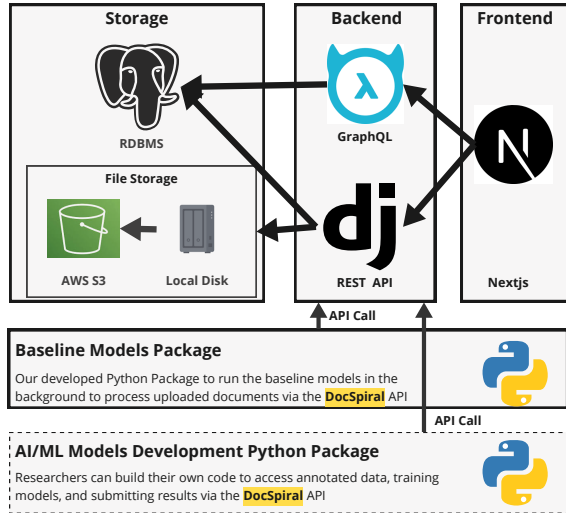 Storage
Backend
Frontend
RDBMS
λ
GraphQL
N
File Storage
AWS S3
Local Disk
dj
REST API
Nextjs
API Call
Baseline Models Package
Our developed Python Package to run the baseline models in the
background to process uploaded documents via the DocSpiral API
API Call
AI/ML Models Development Python Package
Researchers can build their own code to access annotated data, training
models, and submitting results via the DocSpiral API